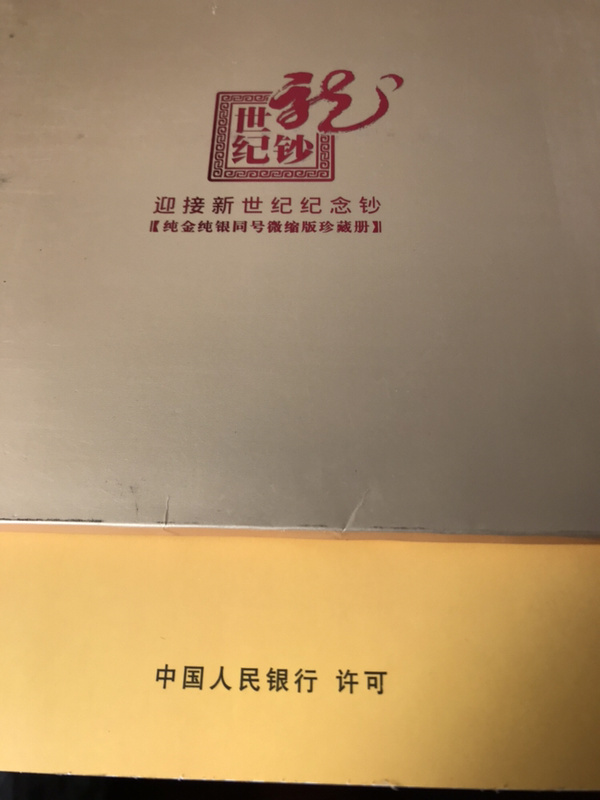 世纪龙钞
迎接新世纪纪念钞
【纯金纯银同号微缩版珍藏册】
中国人民银行 许可